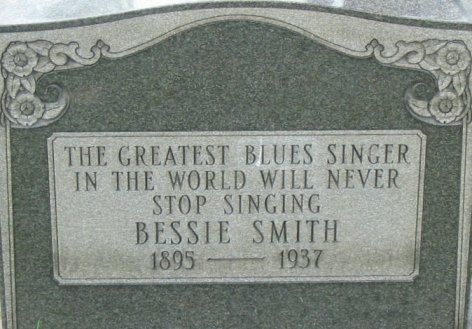 THE GREATEST BLUES SINGER
IN THE WORLD WILL NEVER
STOP SINGING
BESSIE SMITH
1895 — 1937